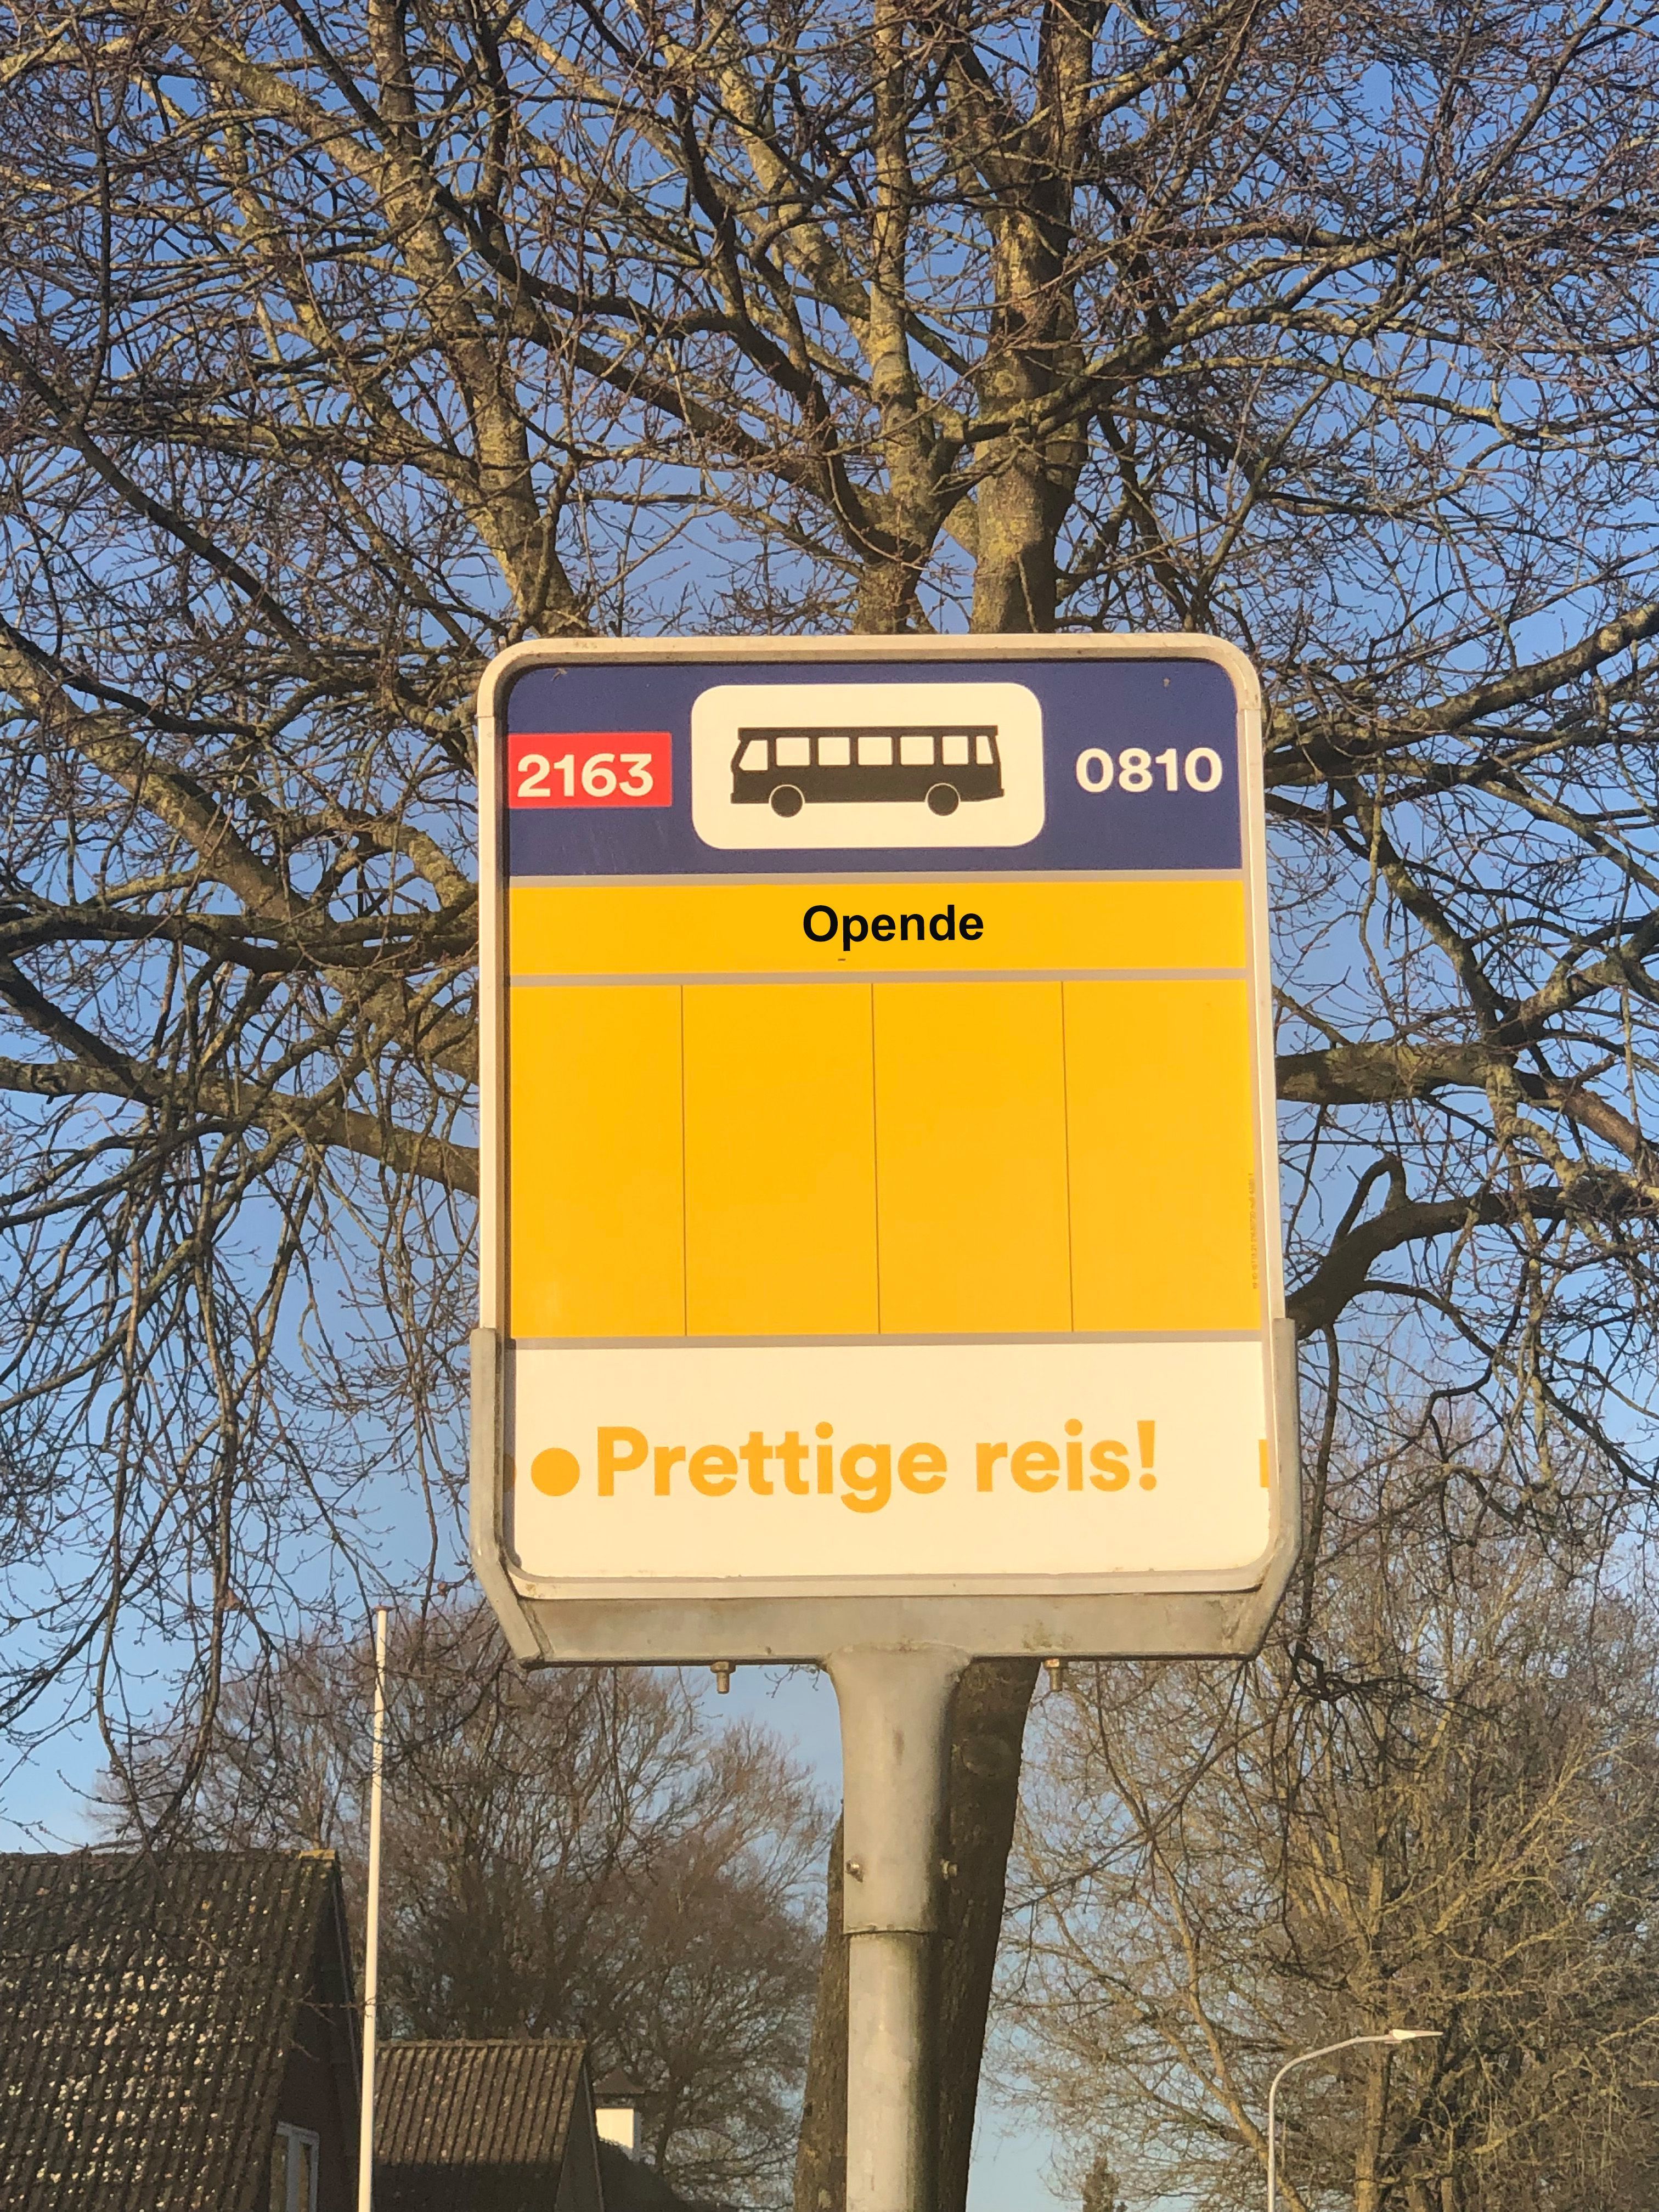 2163
0810
Opende
Prettige reis!